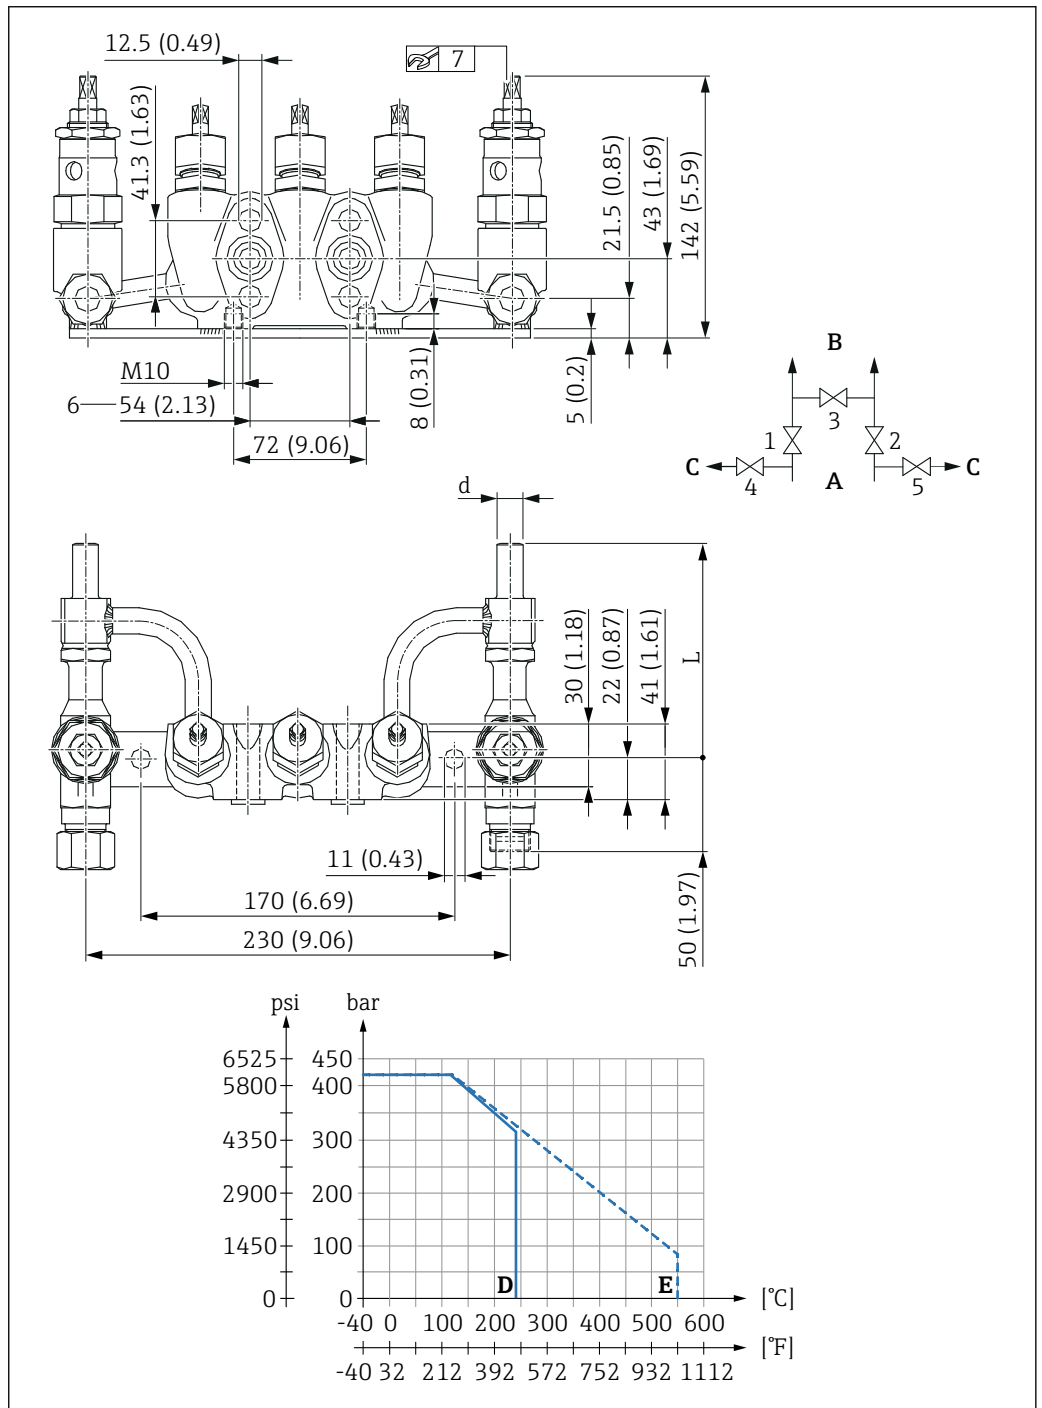 12.5 (0.49)
7
41.3 (1.63)
21.5 (0.85)
43 (1.69)
142 (5.59)
M10
6
54 (2.13)
72 (9.06)
8 (0.31)
5 (0.2)
B
3
1
2
C
C
4
A
5
d
30 (1.18)
22 (0.87)
41 (1.61)
L
11 (0.43)
170 (6.69)
230 (9.06)
50 (1.97)
psi
bar
6525
450
5800
400
4350
300
2900
200
1450
100
0
0
D
E
[°C]
-40 0 100 200 300 400 500 600
[°F]
-40 32 212 392 572 752 932 1112